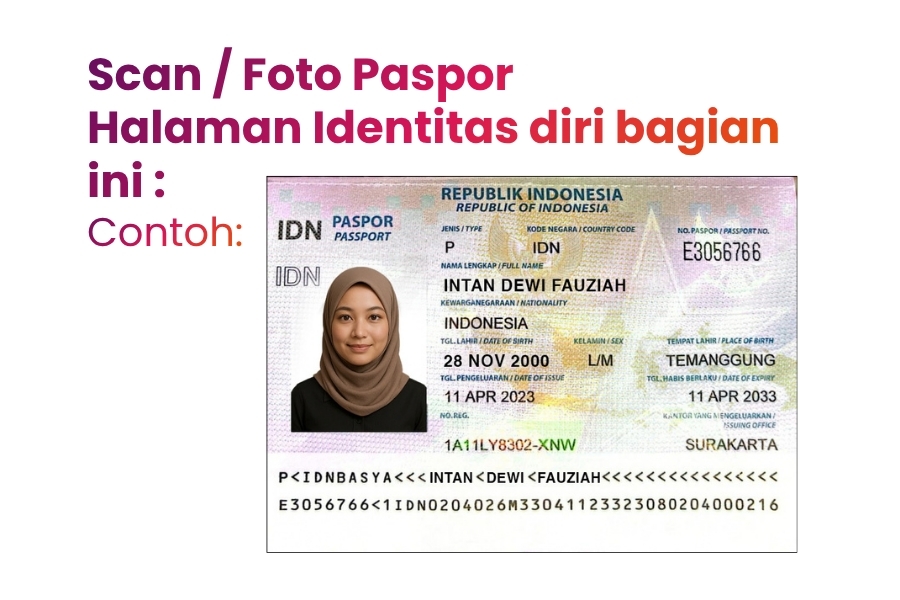 Scan / Foto Paspor
Halaman Identitas diri bagian
ini :
Contoh:
REPUBLIK INDONESIA
REPUBLIC OF INDONESIA
IDN PASPOR
PASSPORT
IDN
JENIS / TYPE KODE NEGARA / COUNTRY CODE NO. PASPOR / PASSPORT NO.
P IDN E3056766
NAMA LENGKAP / FULL NAME
INTAN DEWI FAUZIAH
KEWARGANEGARAAN / NATIONALITY
INDONESIA
TGL. LAHIR / DATE OF BIRTH KELAMIN / SEX TEMPAT LAHIR / PLACE OF BIRTH
28 NOV 2000 L/M TEMANGGUNG
TGL. PENGELUARAN / DATE OF ISSUE TGL. HABIS BERLAKU / DATE OF EXPIRY
11 APR 2023 11 APR 2033
NO. REG. KANTOR YANG MENGELUARKAN /
ISSUING OFFICE
1A11LY8302-XNW SURAKARTA
P<IDNBASYA<<<INTAN<DEWI<FAUZIAH<<<<<<<<<<<<<<<<
E3056766<1IDN0204026M3304112332308020400​0216